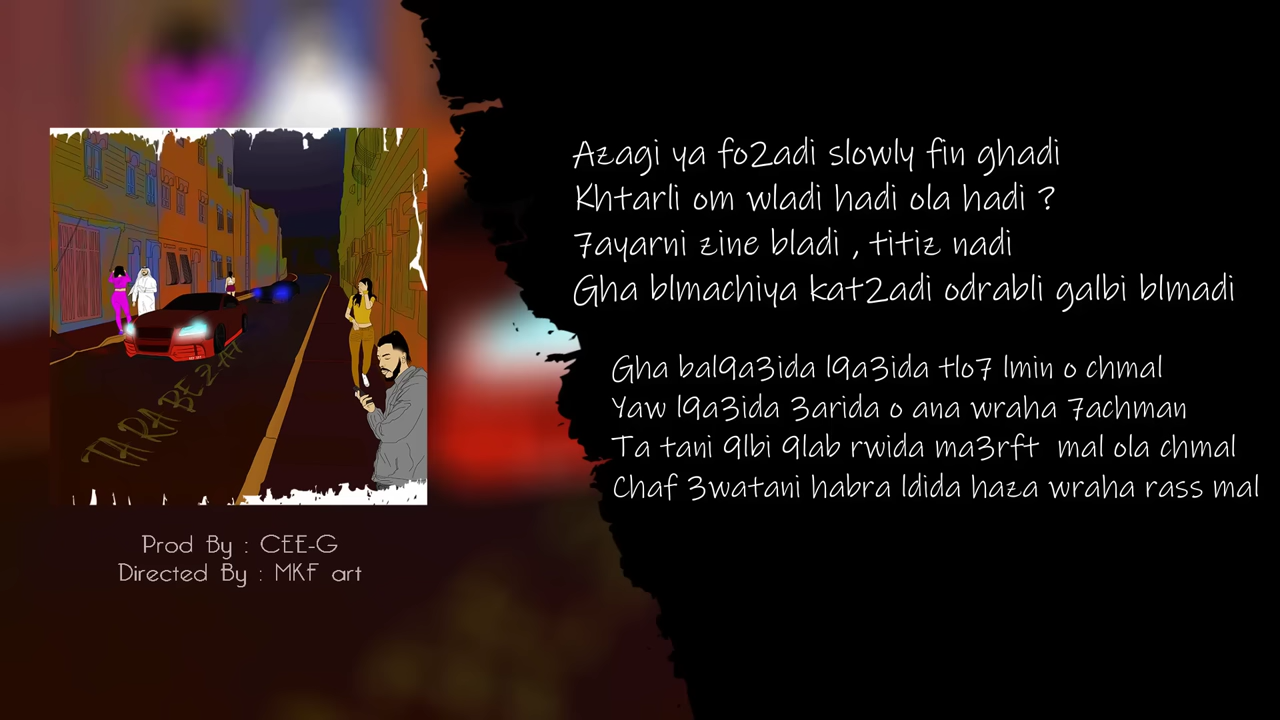 TARABEZAT
Prod By : CEE-G
Directed By : MKF art
Azagi ya fo2adi slowly fin ghadi
Khtarli om wladi hadi ola hadi ?
7ayarni zine bladi , titiz nadi
Gha blmachiya kat2adi odrabli galbi blmadi
Gha bal9a3ida l9a3ida tlo7 lmin o chmal
Yaw l9a3ida 3arida o ana wraha 7achman
Ta tani 9lbi 9lab rwida ma3rft mal ola chmal
Chaf 3watani habra ldida haza wraha rass mal